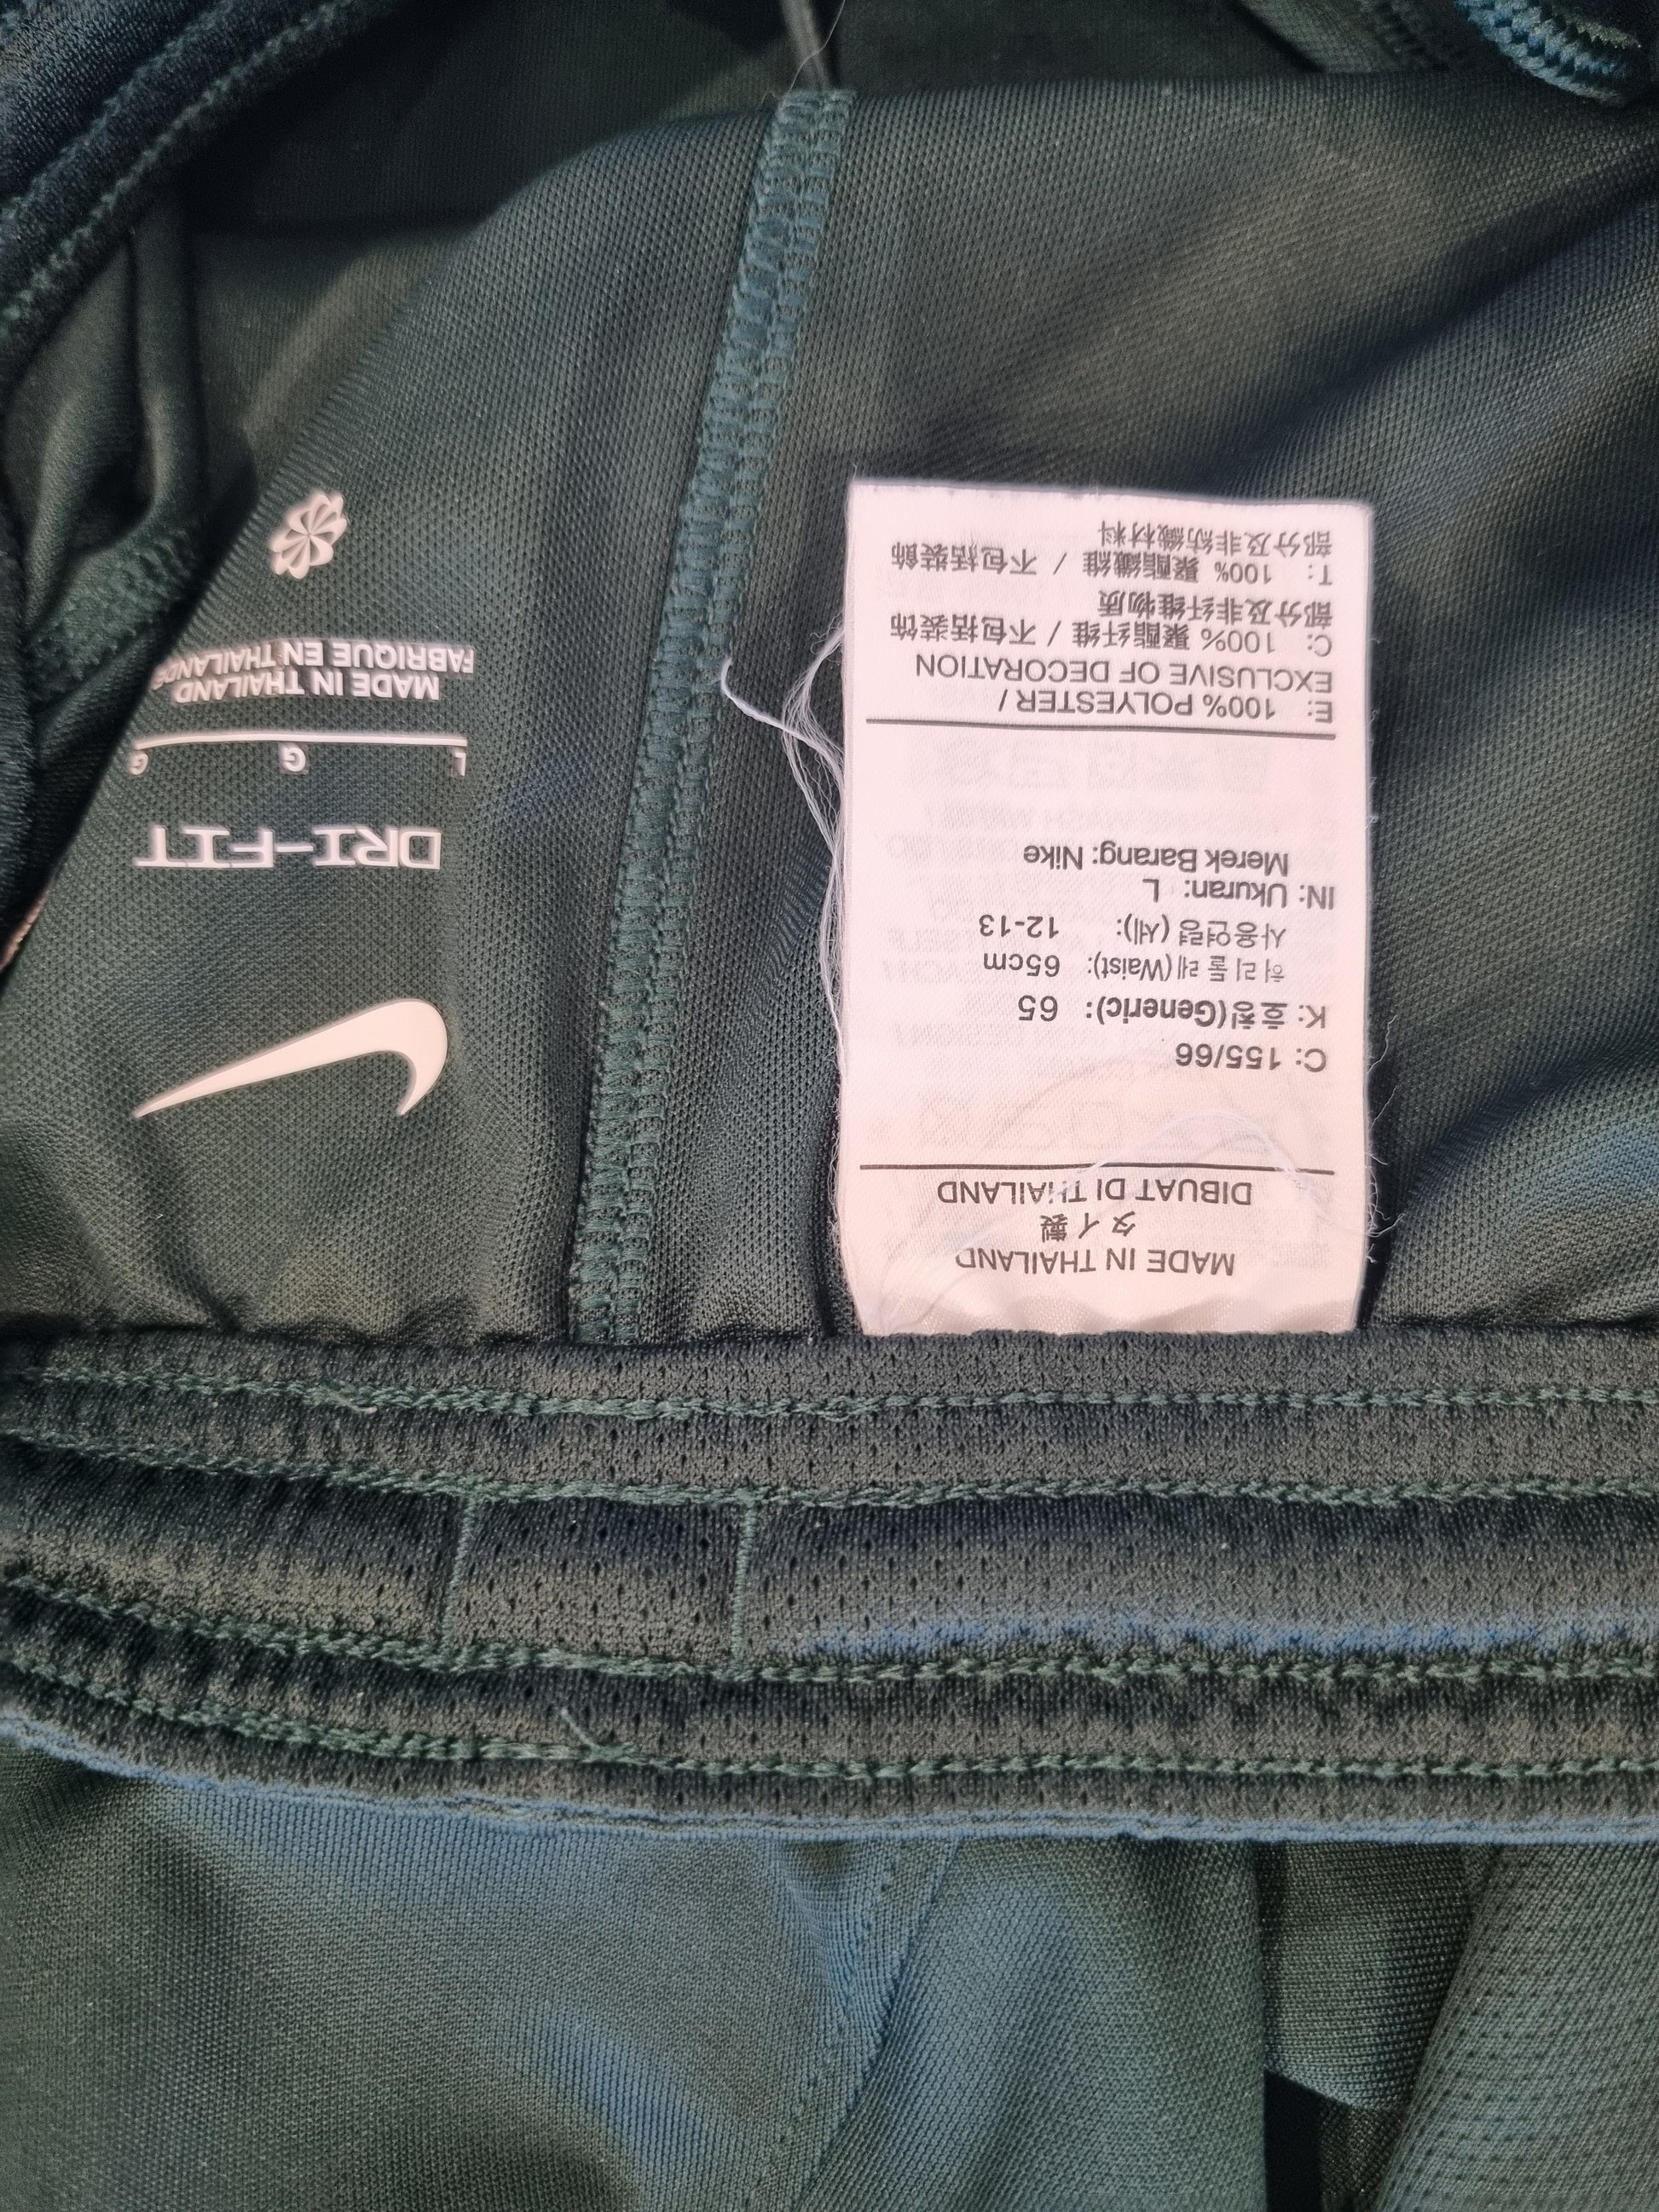 DRI-FIT
L G G
MADE IN THAILAND
FABRIQUE EN
MADE IN THAILAND
タイ製
DIBUAT DI THAILAND
C: 155/66
K: 호칭(Generic): 65
허리둘레(Waist): 65cm
사용연령 (세): 12-13
IN: Ukuran: L
Merek Barang: Nike
E: 100% POLYESTER /
EXCLUSIVE OF DECORATION
C: 100% 聚酯纤维 / 不包括装饰
部分及非纤维物质
T: 100% 聚酯纖維 / 不包括裝飾
部分及非紡織材料